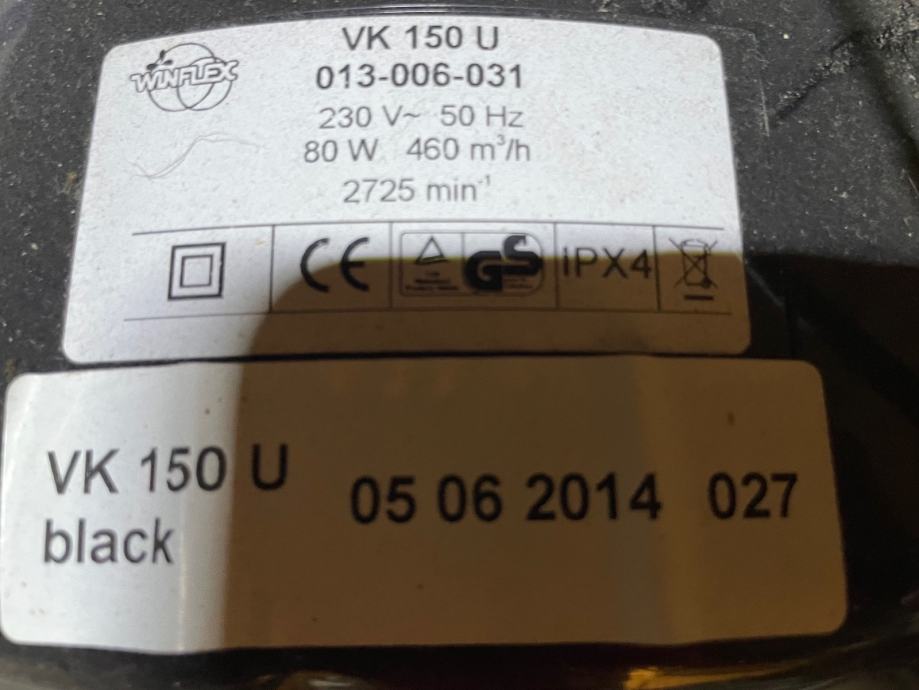 WINFLEX
VK 150 U
013-006-031
230 V~ 50 Hz
80 W 460 m³/h
2725 min⁻¹
CE
GS
IPX4
VK 150 U
black
05 06 2014 027